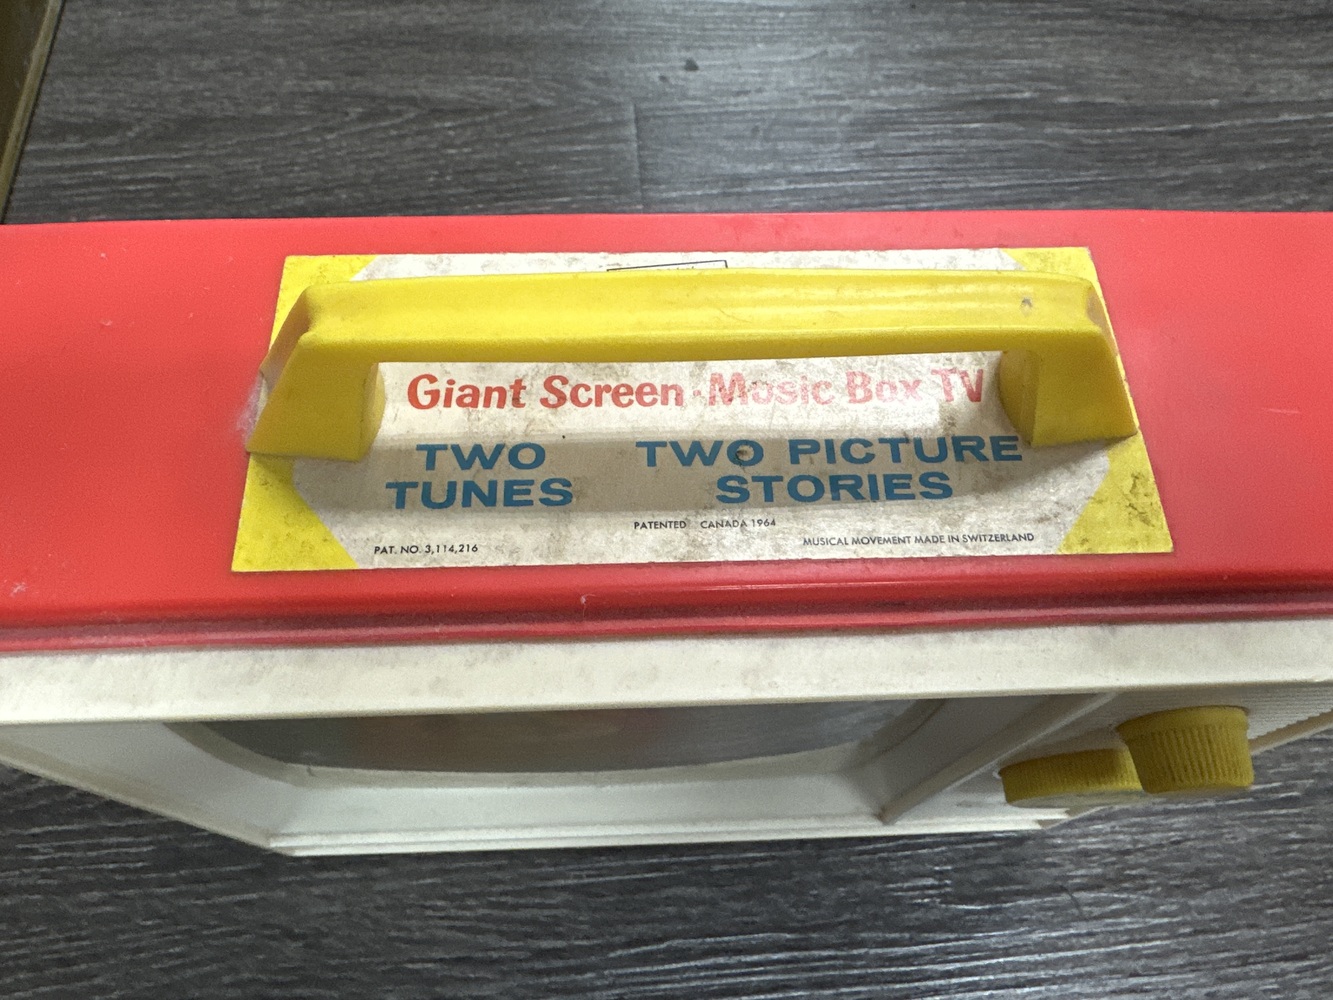 Giant Screen·Music Box TV
TWO TUNES
TWO PICTURE STORIES
PATENTED CANADA 1964
PAT. NO. 3,114,216
MUSICAL MOVEMENT MADE IN SWITZERLAND